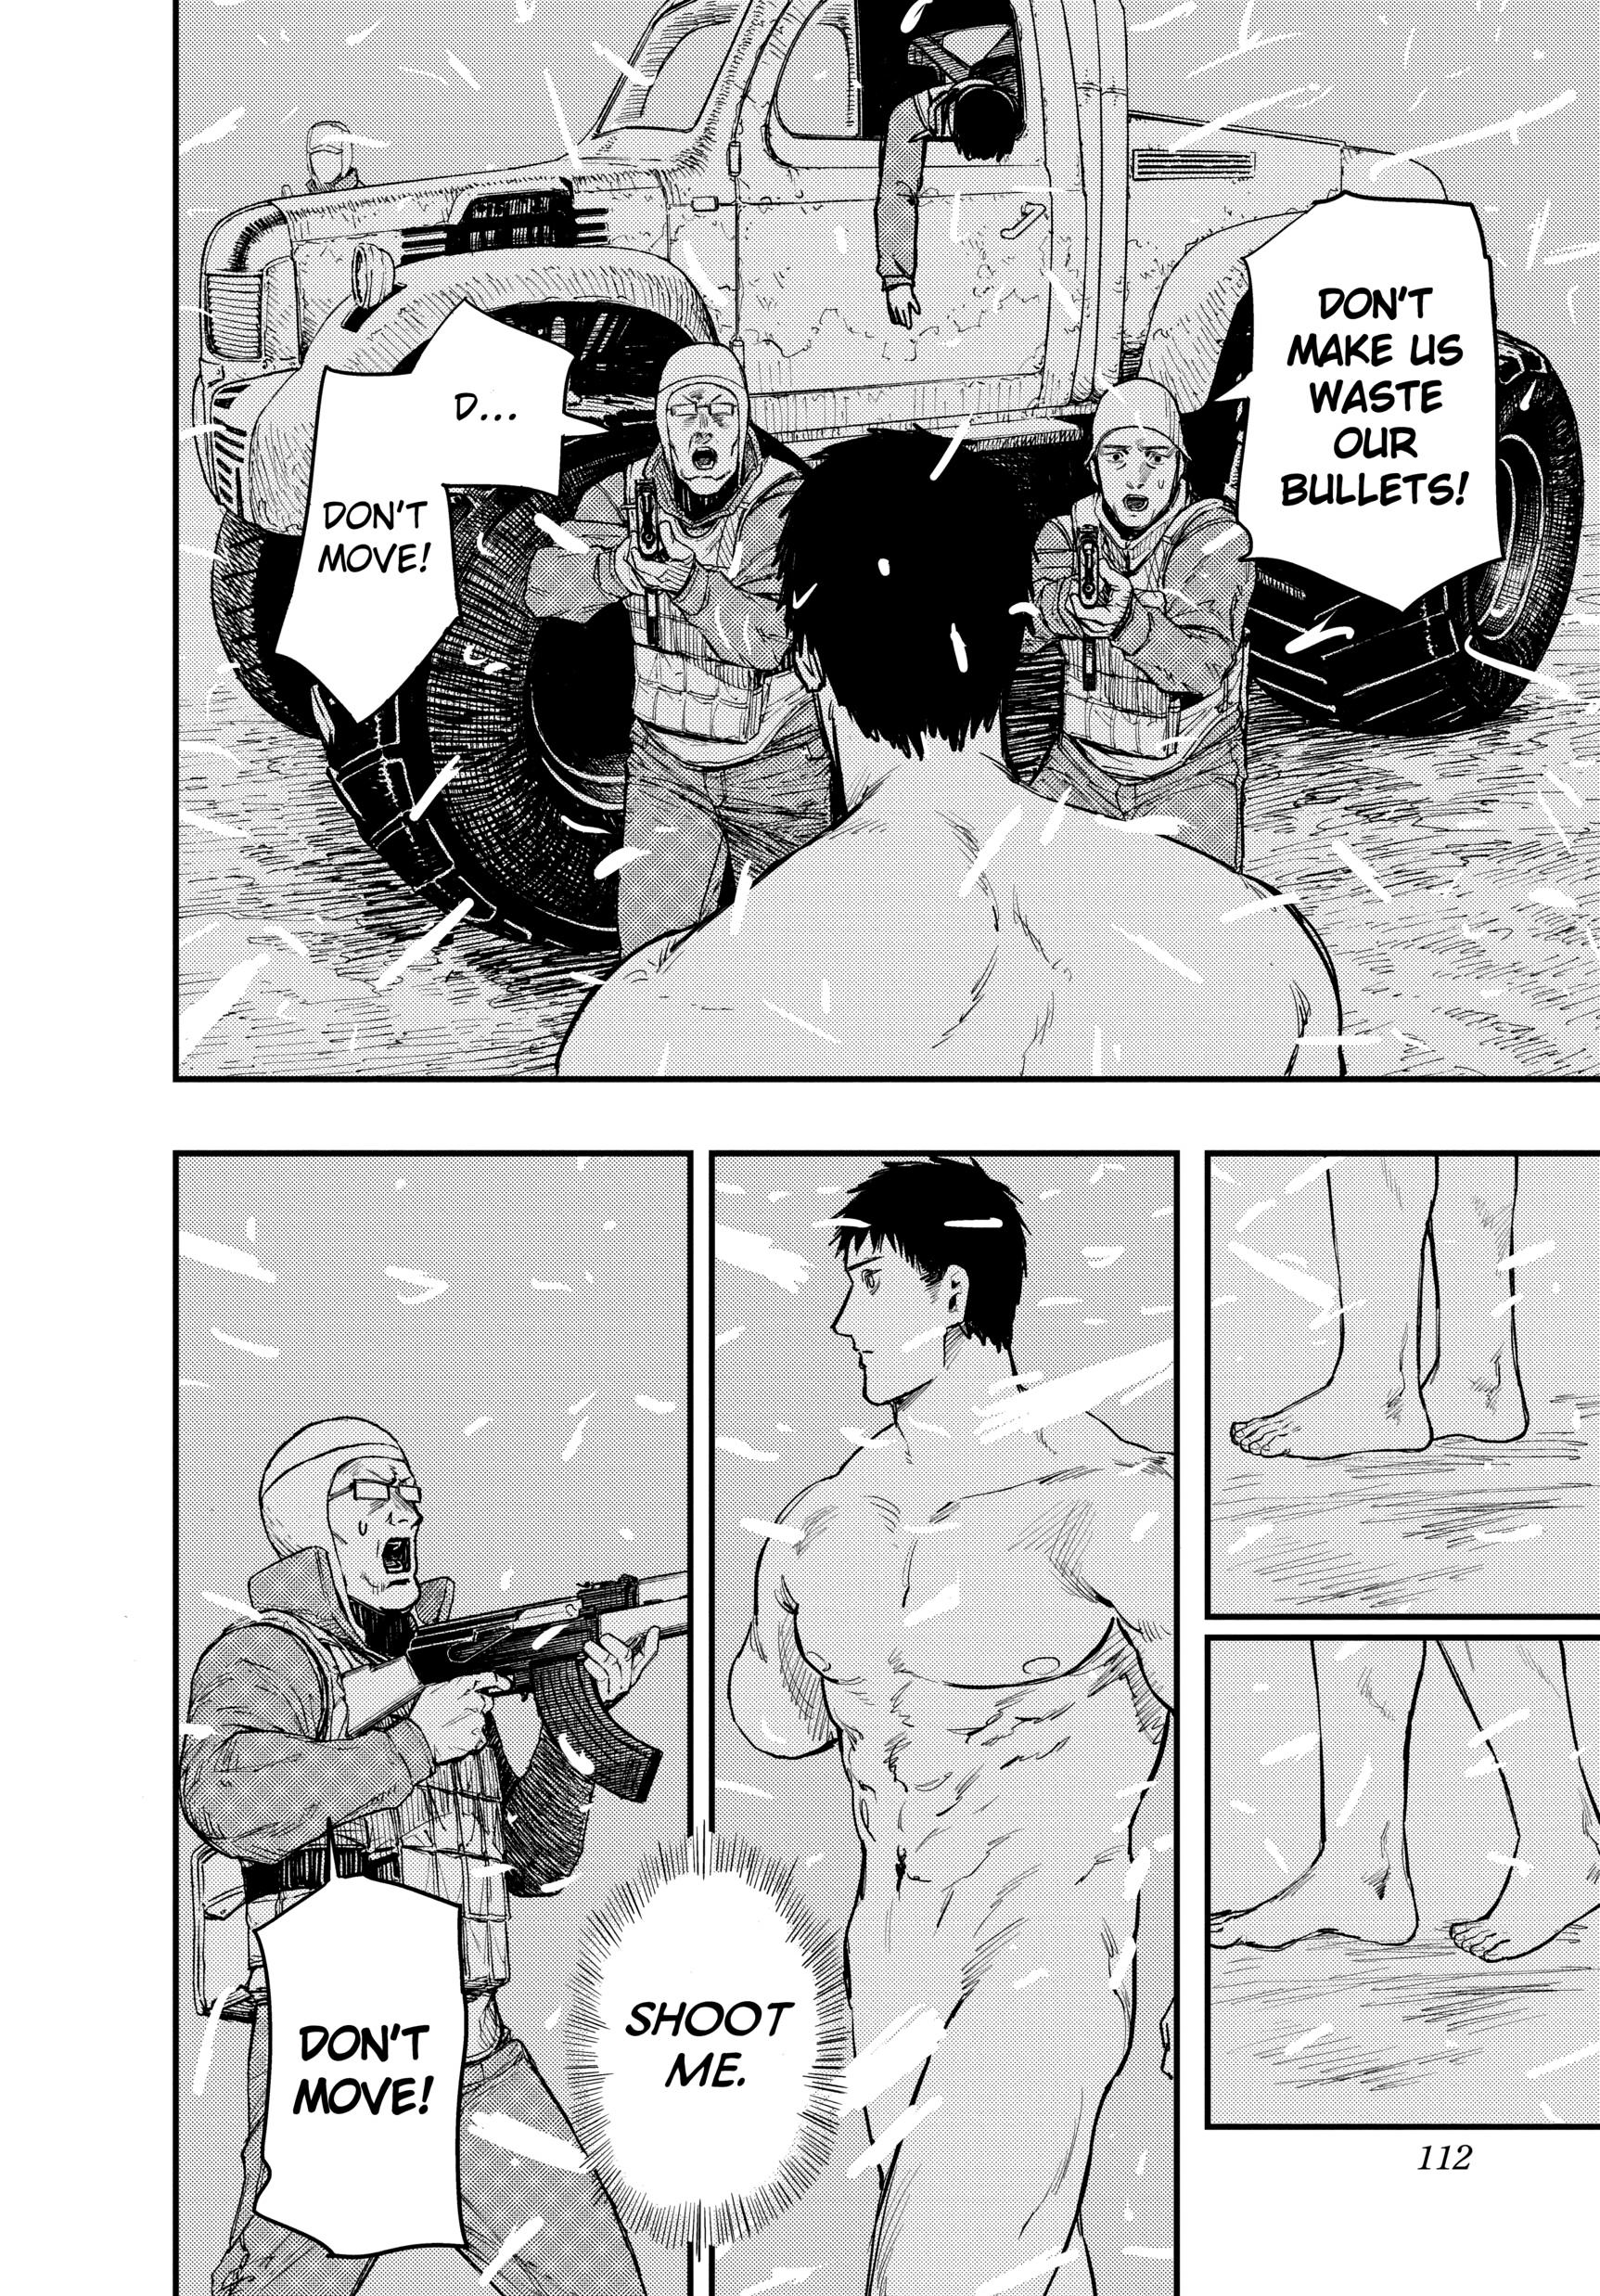 DON'T
MAKE US
WASTE
OUR
BULLETS!
D...
DON'T
MOVE!
SHOOT
ME.
DON'T
MOVE!
112